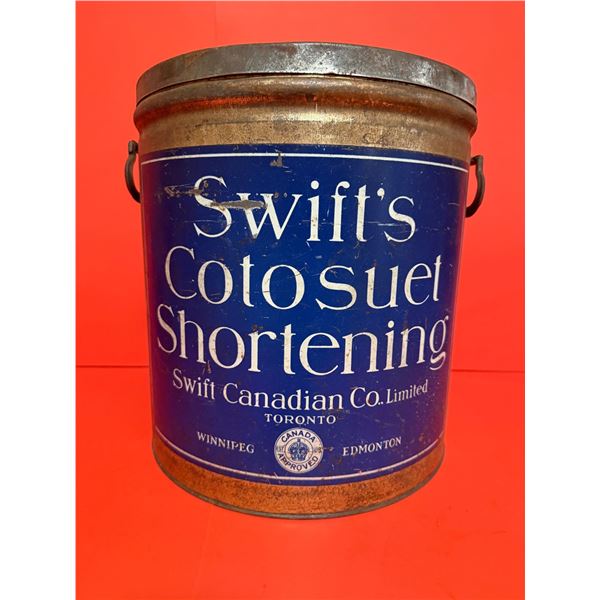 Swift's
Cotosuet
Shortening
Swift Canadian Co. Limited
TORONTO
WINNIPEG EDMONTON
CANADA
APPROVED